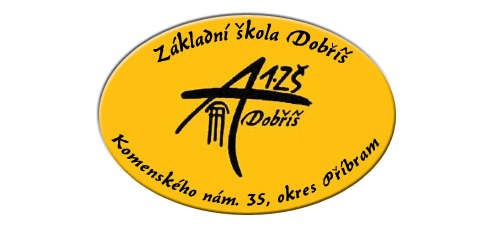 Základní škola Dobříš
1.ZŠ
Dobříš
Komenského nám. 35, okres Příbram